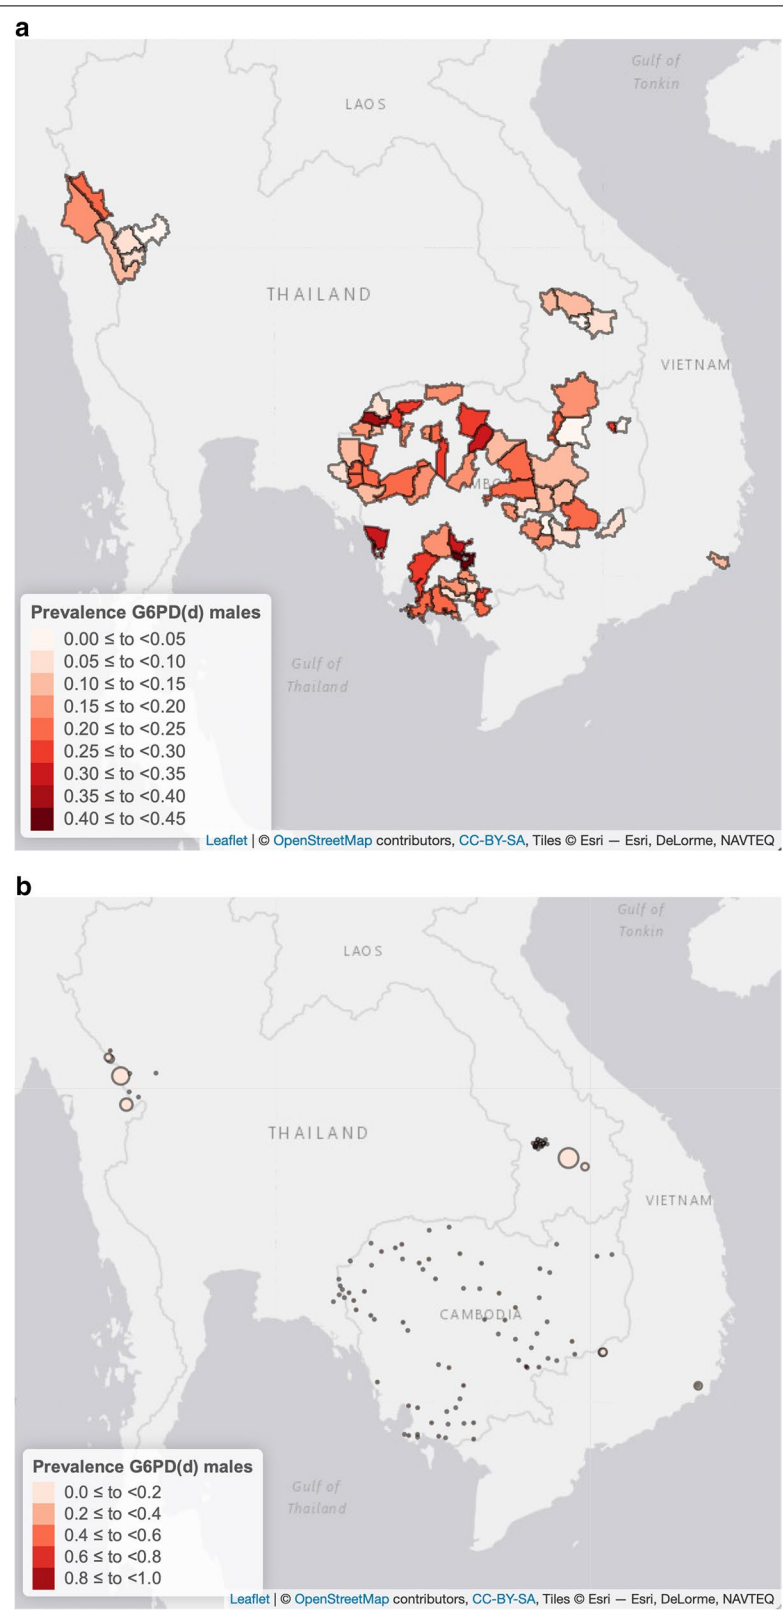 a
Gulf of
Tonkin
LAOS
THAILAND
VIETNAM
MBO
Prevalence G6PD(d) males
0.00 ≤ to <0.05
0.05 ≤ to <0.10
0.10 ≤ to <0.15
0.15 ≤ to <0.20
0.20 ≤ to <0.25
0.25 ≤ to <0.30
0.30 ≤ to <0.35
0.35 ≤ to <0.40
0.40 ≤ to <0.45
Gulf of
Thailand
Leaflet | © OpenStreetMap contributors, CC-BY-SA, Tiles © Esri — Esri, DeLorme, NAVTEQ
b
Gulf of
Tonkin
LAOS
THAILAND
VIETNAM
CAMBODIA
Prevalence G6PD(d) males
0.0 ≤ to <0.2
0.2 ≤ to <0.4
0.4 ≤ to <0.6
0.6 ≤ to <0.8
0.8 ≤ to <1.0
Gulf of
Thailand
Leaflet | © OpenStreetMap contributors, CC-BY-SA, Tiles © Esri — Esri, DeLorme, NAVTEQ